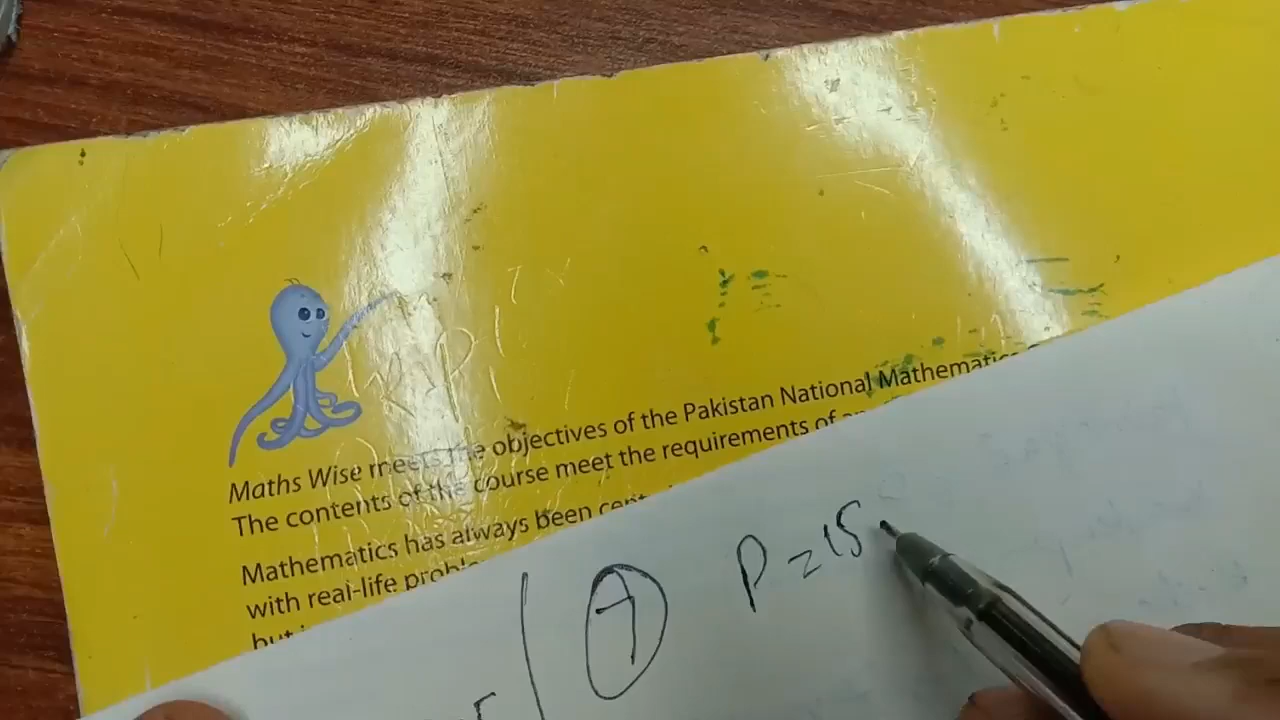 Maths Wise meets the objectives of the Pakistan National Mathematics
The contents of the course meet the requirements of
Mathematics has always been
with real-life
but
7 P = 15